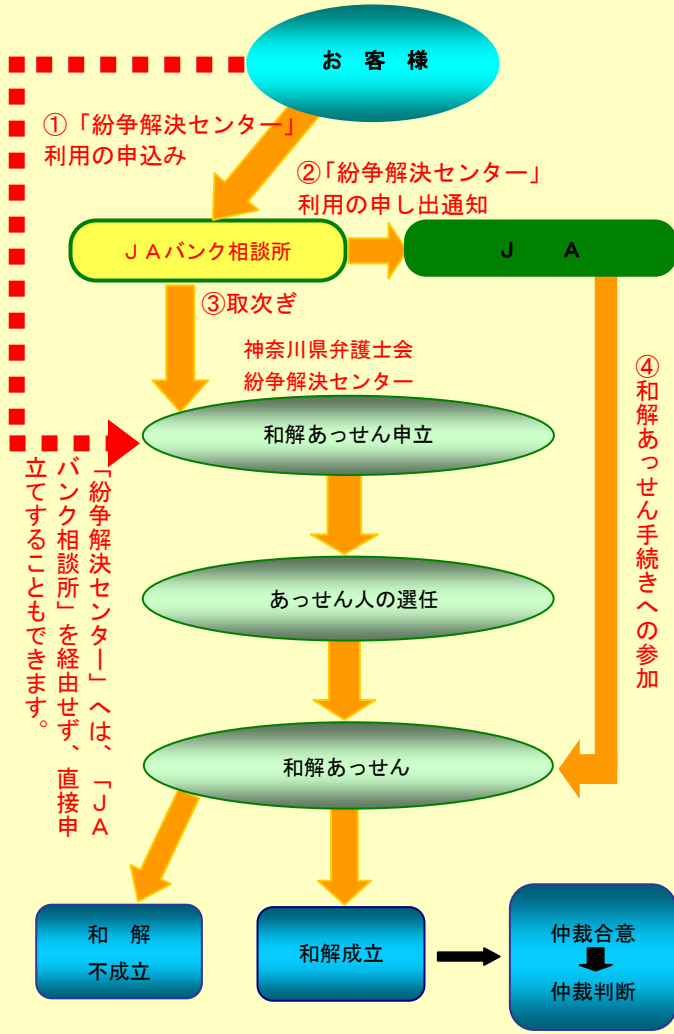 お 客 様
①「紛争解決センター」
利用の申込み
②「紛争解決センター」
利用の申し出通知
JAバンク相談所
J A
③取次ぎ
神奈川県弁護士会
紛争解決センター
④和解あっせん手続きへの参加
和解あっせん申立
「紛争解決センター」へは、「JA
バンク相談所」を経由せず、直接申
立てすることもできます。
あっせん人の選任
和解あっせん
和 解
不成立
和解成立
仲裁合意
仲裁判断